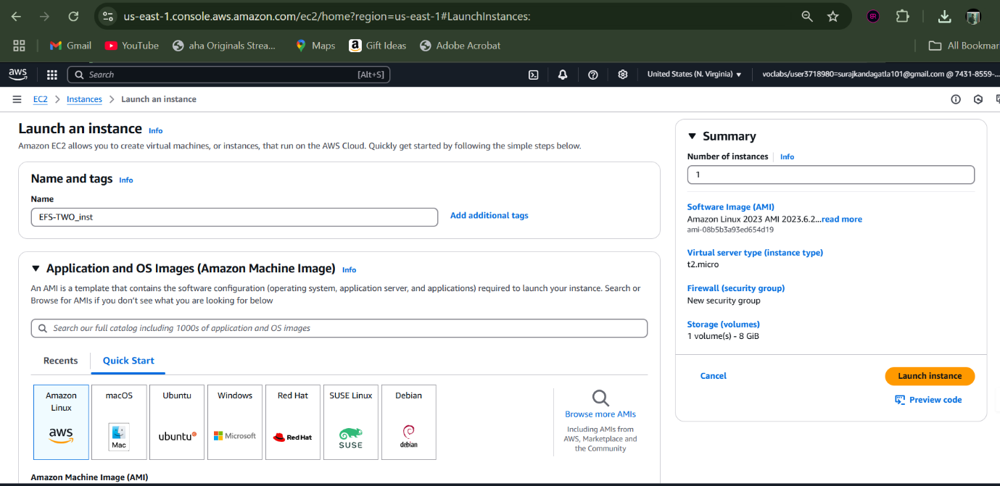 us-east-1.console.aws.amazon.com/ec2/home?region=us-east-1#LaunchInstances:
ER
Gmail
YouTube
aha Originals Strea...
Maps
Gift Ideas
Adobe Acrobat
All Bookmar
aws
Search
[Alt+S]
United States (N. Virginia)
voclabs/user3718980=surajkandagatla101@gmail.com @ 7431-8559-...
EC2
Instances
Launch an instance
Launch an instance Info
Amazon EC2 allows you to create virtual machines, or instances, that run on the AWS Cloud. Quickly get started by following the simple steps below.
Name and tags Info
Name
EFS-TWO_inst
Add additional tags
Application and OS Images (Amazon Machine Image) Info
An AMI is a template that contains the software configuration (operating system, application server, and applications) required to launch your instance. Search or
Browse for AMIs if you don't see what you are looking for below
Search our full catalog including 1000s of application and OS images
Recents
Quick Start
Amazon
Linux
aws
macOS
Mac
Ubuntu
ubuntu®
Windows
Microsoft
Red Hat
Red Hat
SUSE Linux
SUSE
Debian
debian
Browse more AMIs
Including AMIs from
AWS, Marketplace and
the Community
Amazon Machine Image (AMI)
Summary
Number of instances Info
1
Software Image (AMI)
Amazon Linux 2023 AMI 2023.6.2...read more
ami-08b5b3a93ed654d19
Virtual server type (instance type)
t2.micro
Firewall (security group)
New security group
Storage (volumes)
1 volume(s) - 8 GiB
Cancel
Launch instance
Preview code